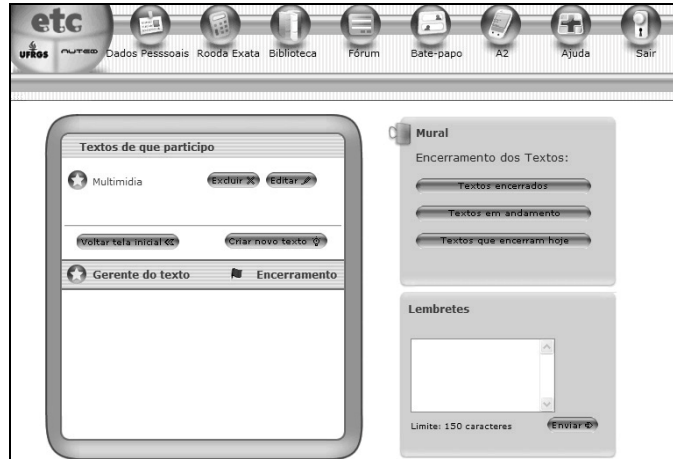 etc
UFRGS NUTED
Dados Pesssoais Rooda Exata Biblioteca Fórum Bate-papo A2 Ajuda Sair
Textos de que participo
Multimidia Excluir Editar
Voltar tela inicial Criar novo texto
Gerente do texto Encerramento
Mural
Encerramento dos Textos:
Textos encerrados
Textos em andamento
Textos que encerram hoje
Lembretes
Limite: 150 caracteres Enviar